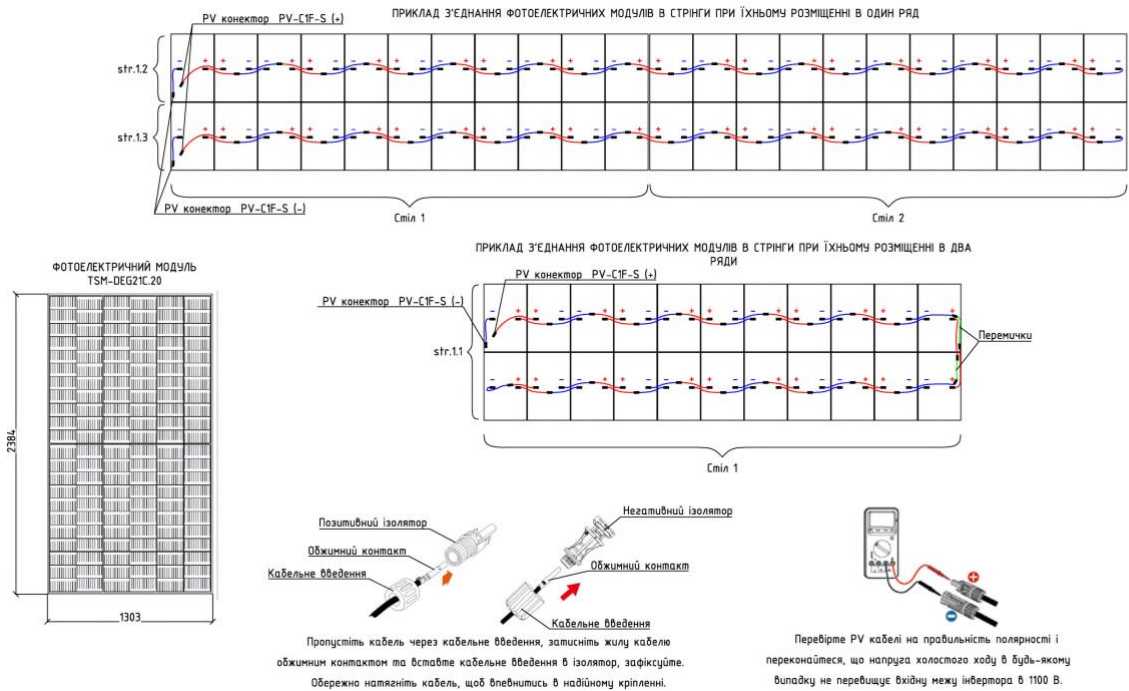 ПРИКЛАД З'ЄДНАННЯ ФОТОЕЛЕКТРИЧНИХ МОДУЛІВ В СТРІНГИ ПРИ ЇХНЬОМУ РОЗМІЩЕННІ В ОДИН РЯД
PV конектор PV-C1F-S (+)
str.1.2
str.1.3
PV конектор PV-C1F-S (-)
Стіл 1
Стіл 2
ПРИКЛАД З'ЄДНАННЯ ФОТОЕЛЕКТРИЧНИХ МОДУЛІВ В СТРІНГИ ПРИ ЇХНЬОМУ РОЗМІЩЕННІ В ДВА
РЯДИ
ФОТОЕЛЕКТРИЧНИЙ МОДУЛЬ
TSM-DEG21C.20
2384
1303
PV конектор PV-C1F-S (+)
PV конектор PV-C1F-S (-)
str.1.1
Перемички
Стіл 1
Позитивний ізолятор
Обжимний контакт
Кабельне введення
Негативний ізолятор
Обжимний контакт
Кабельне введення
Пропустіть кабель через кабельне введення, затисніть жилу кабелю
обжимним контактом та вставте кабельне введення в ізолятор, зафіксуйте.
Обережно натягніть кабель, щоб впевнитись в надійному кріпленні.
Перевірте PV кабелі на правильність полярності і
переконайтеся, що напруга холостого ходу в будь-якому
випадку не перевищує вхідну межу інвертора в 1100 В.